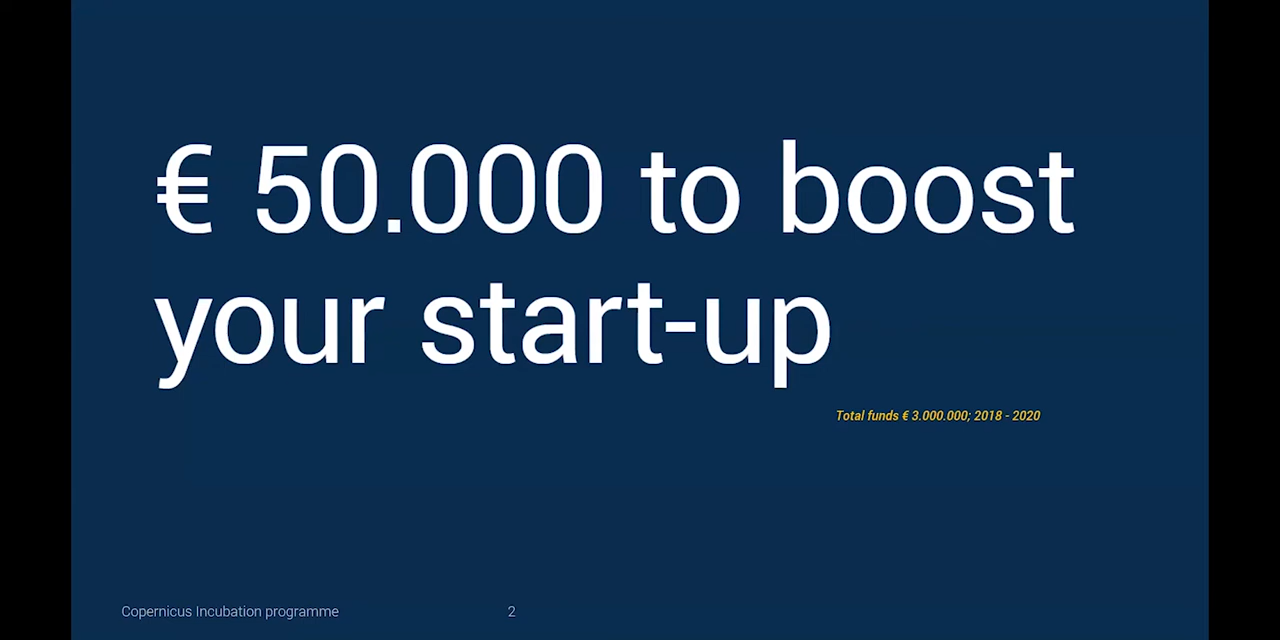 € 50.000 to boost
your start-up
Total funds € 3.000.000; 2018 - 2020
Copernicus Incubation programme
2